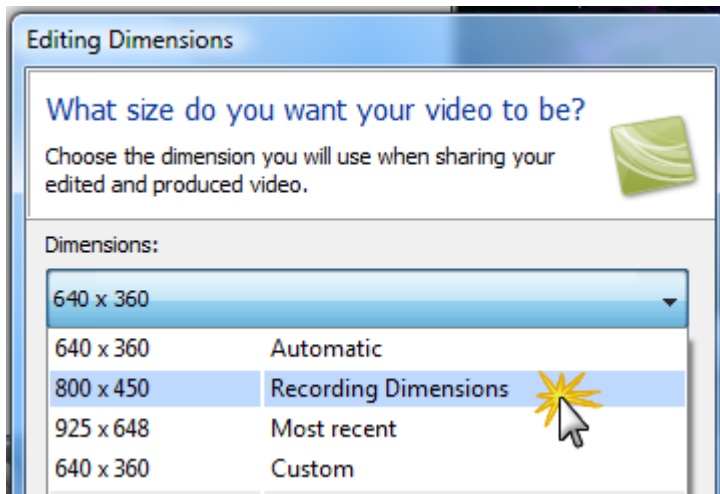 Editing Dimensions
What size do you want your video to be?
Choose the dimension you will use when sharing your
edited and produced video.
Dimensions:
640 x 360
640 x 360 Automatic
800 x 450 Recording Dimensions
925 x 648 Most recent
640 x 360 Custom